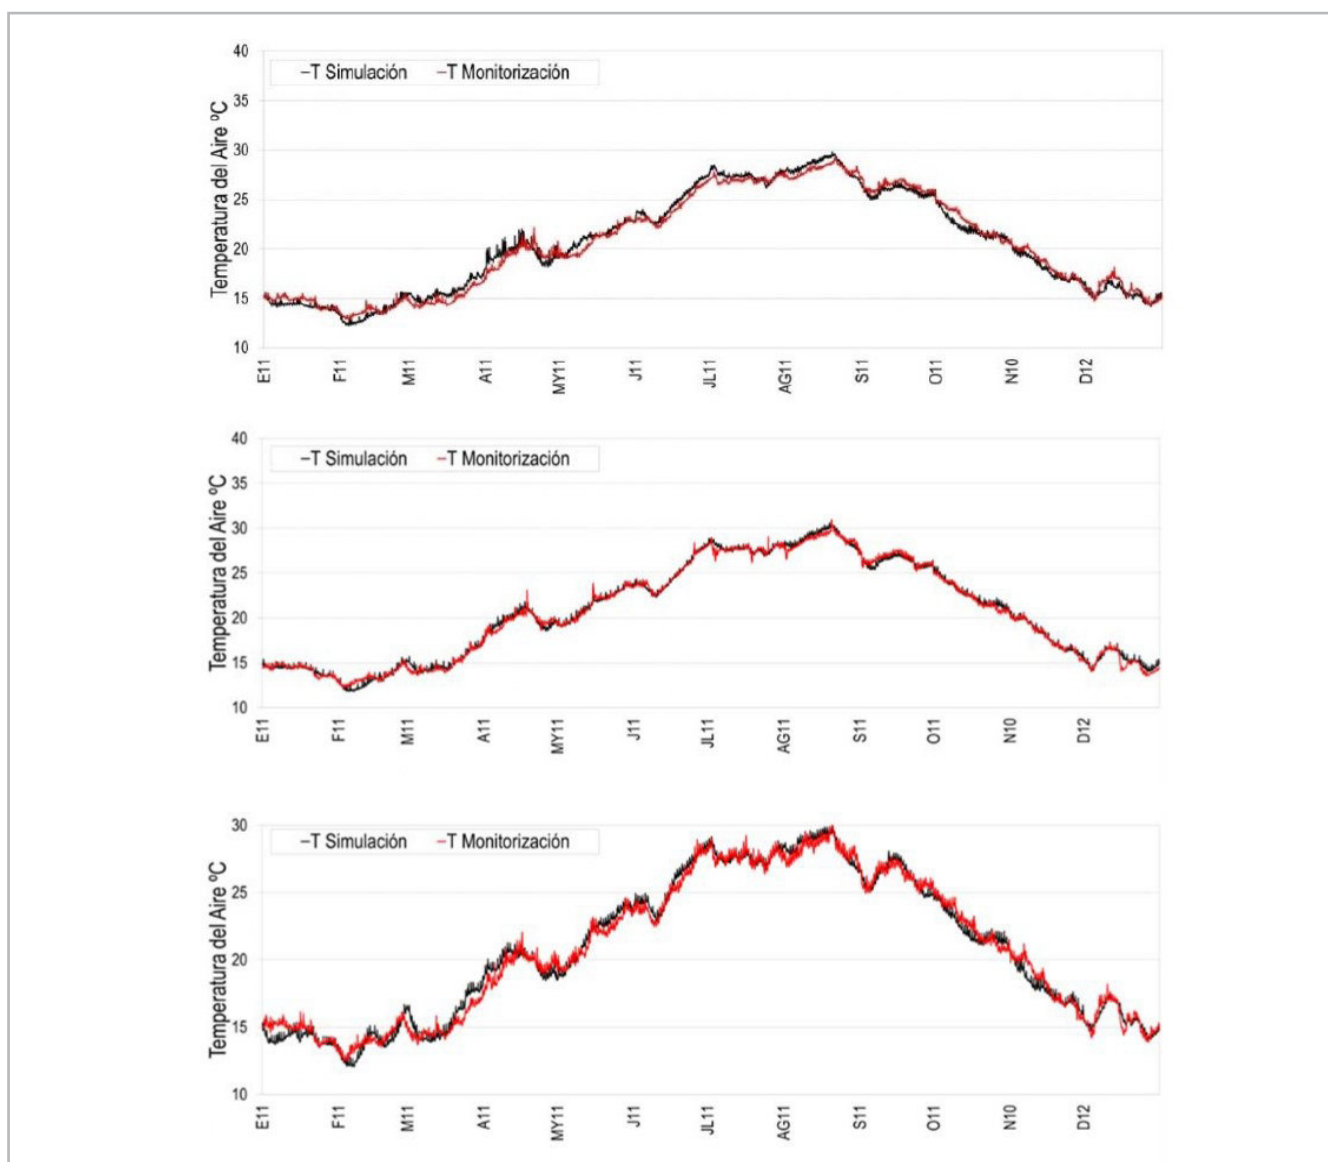 40
–T Simulación –T Monitorización
35
30
25
20
15
10
Temperatura del Aire ºC
E11 F11 M11 A11 MY11 J11 JL11 AG11 S11 O11 N10 D12
40
–T Simulación –T Monitorización
35
30
25
20
15
10
Temperatura del Aire ºC
E11 F11 M11 A11 MY11 J11 JL11 AG11 S11 O11 N10 D12
30
–T Simulación –T Monitorización
25
20
15
10
Temperatura del Aire ºC
E11 F11 M11 A11 MY11 J11 JL11 AG11 S11 O11 N10 D12